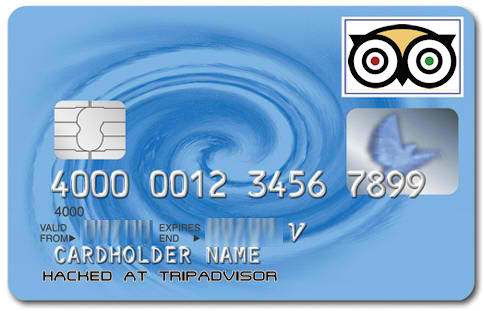 4000 0012 3456 7899
4000
VALID FROM EXPIRES END V
CARDHOLDER NAME
HACKED AT TRIPADVISOR